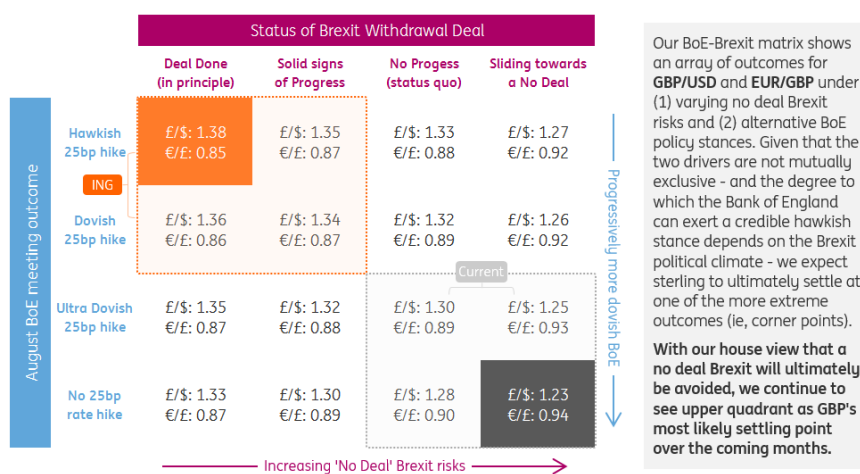 Status of Brexit Withdrawal Deal
Deal Done
(in principle)
Solid signs
of Progress
No Progess
(status quo)
Sliding towards
a No Deal
August BoE meeting outcome
Hawkish
25bp hike
£/$: 1.38
€/£: 0.85
£/$: 1.35
€/£: 0.87
£/$: 1.33
€/£: 0.88
£/$: 1.27
€/£: 0.92
ING
Dovish
25bp hike
£/$: 1.36
€/£: 0.86
£/$: 1.34
€/£: 0.87
£/$: 1.32
€/£: 0.89
£/$: 1.26
€/£: 0.92
Current
Ultra Dovish
25bp hike
£/$: 1.35
€/£: 0.87
£/$: 1.32
€/£: 0.88
£/$: 1.30
€/£: 0.89
£/$: 1.25
€/£: 0.93
No 25bp
rate hike
£/$: 1.33
€/£: 0.87
£/$: 1.30
€/£: 0.89
£/$: 1.28
€/£: 0.90
£/$: 1.23
€/£: 0.94
Progressively more dovish BoE
Increasing 'No Deal' Brexit risks
Our BoE-Brexit matrix shows
an array of outcomes for
GBP/USD and EUR/GBP under
(1) varying no deal Brexit
risks and (2) alternative BoE
policy stances. Given that the
two drivers are not mutually
exclusive - and the degree to
which the Bank of England
can exert a credible hawkish
stance depends on the Brexit
political climate - we expect
sterling to ultimately settle at
one of the more extreme
outcomes (ie, corner points).
With our house view that a
no deal Brexit will ultimately
be avoided, we continue to
see upper quadrant as GBP's
most likely settling point
over the coming months.